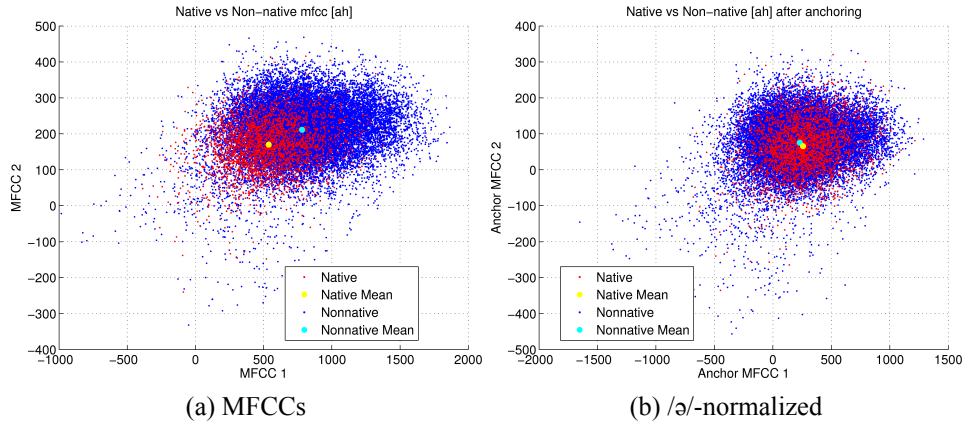 Native vs Non−native mfcc [ah]
500
400
300
200
100
0
−100
−200
−300
−400
MFCC 2
−1000 −500 0 500 1000 1500 2000
MFCC 1
Native
Native Mean
Nonnative
Nonnative Mean
(a) MFCCs
Native vs Non−native [ah] after anchoring
500
400
300
200
100
0
−100
−200
−300
−400
−500
Anchor MFCC 2
−2000 −1500 −1000 −500 0 500 1000 1500
Anchor MFCC 1
Native
Native Mean
Nonnative
Nonnative Mean
(b) /ə/-normalized